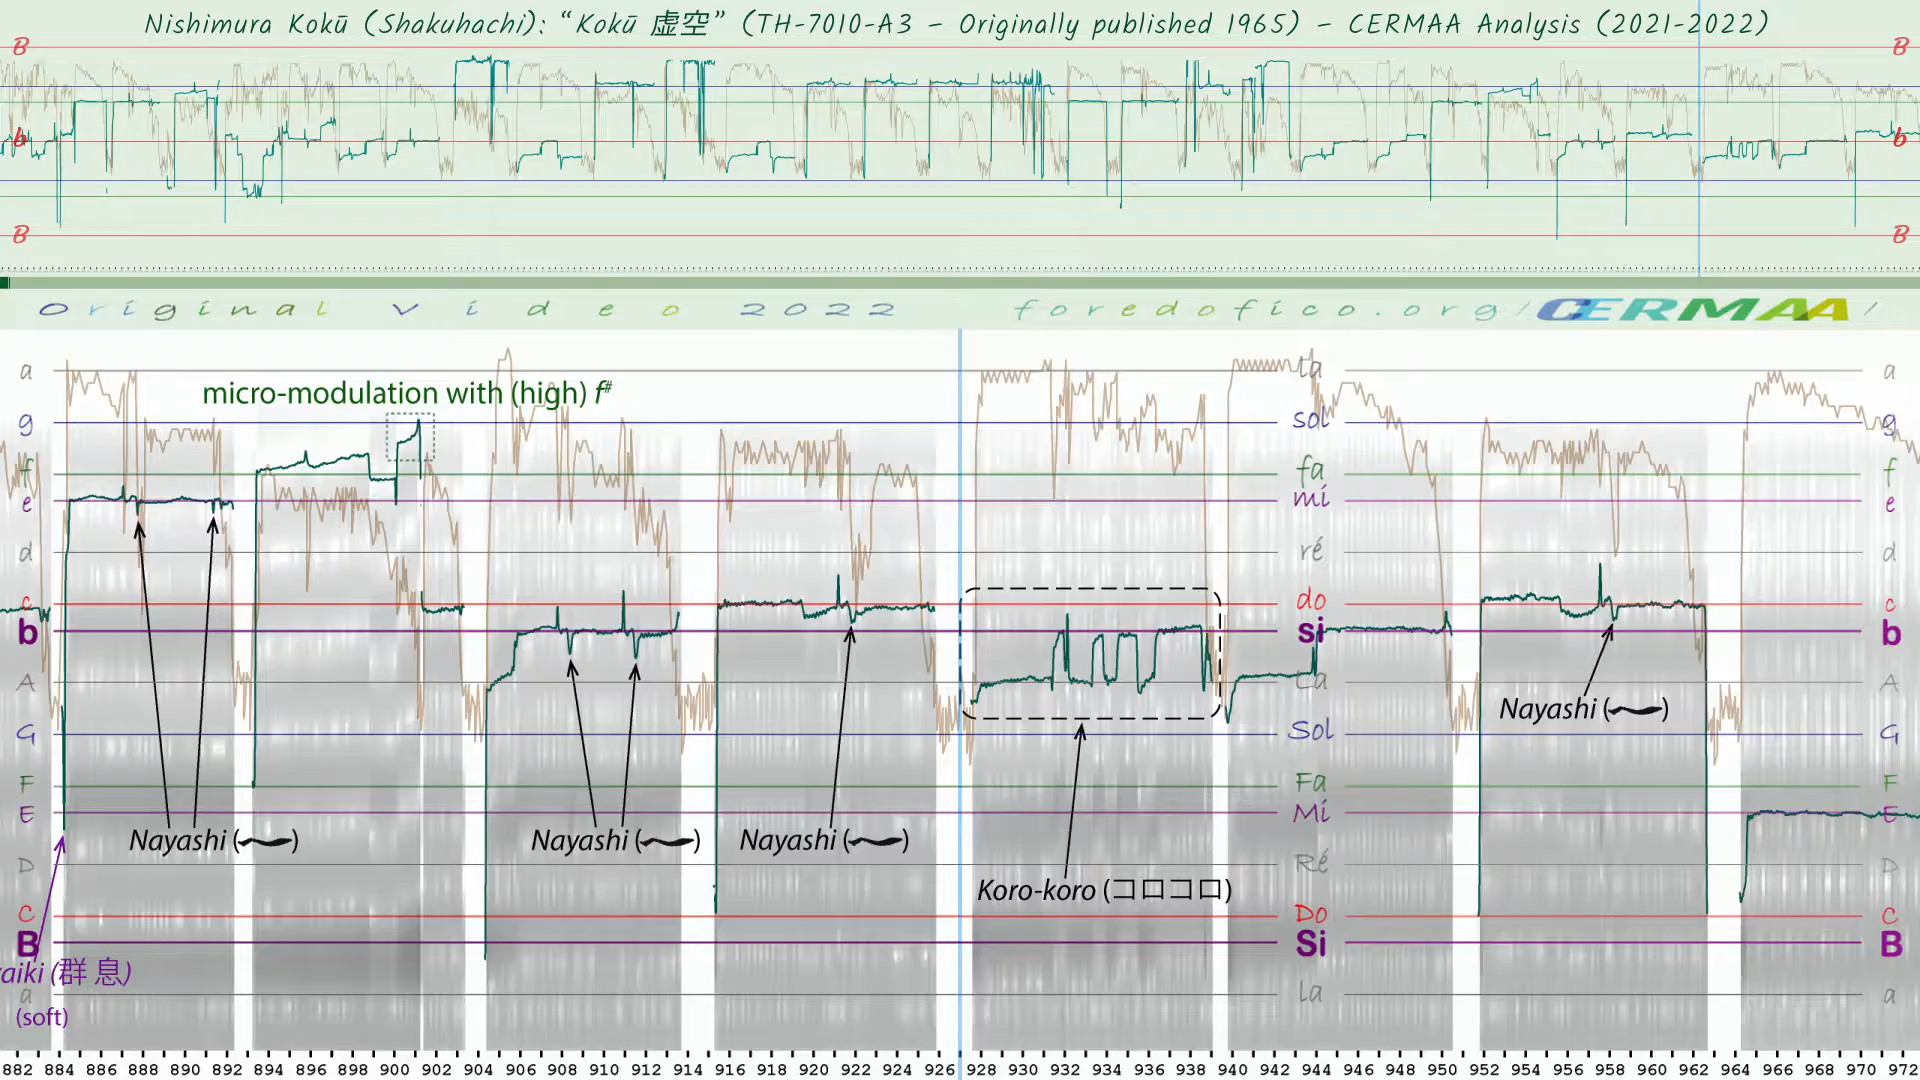 Nishimura Kokū (Shakuhachi): “Kokū 虚空” (TH-7010-A3 – Originally published 1965) – CERMAA Analysis (2021-2022)
B B
b b
B B
Original Video 2022 foredofico.org/CERMAA/
a la a
micro-modulation with (high) f#
g sol g
f fa f
e mi e
d ré d
c do c
b si b
A La A
Nayashi ( )
G Sol G
F Fa F
E Mi E
Nayashi ( ) Nayashi ( ) Nayashi ( )
D Ré D
Koro-koro (コロコロ)
C Do C
B Si B
raiki (群息)
a la a
(soft)
882 884 886 888 890 892 894 896 898 900 902 904 906 908 910 912 914 916 918 920 922 924 926 928 930 932 934 936 938 940 942 944 946 948 950 952 954 956 958 960 962 964 966 968 970 972